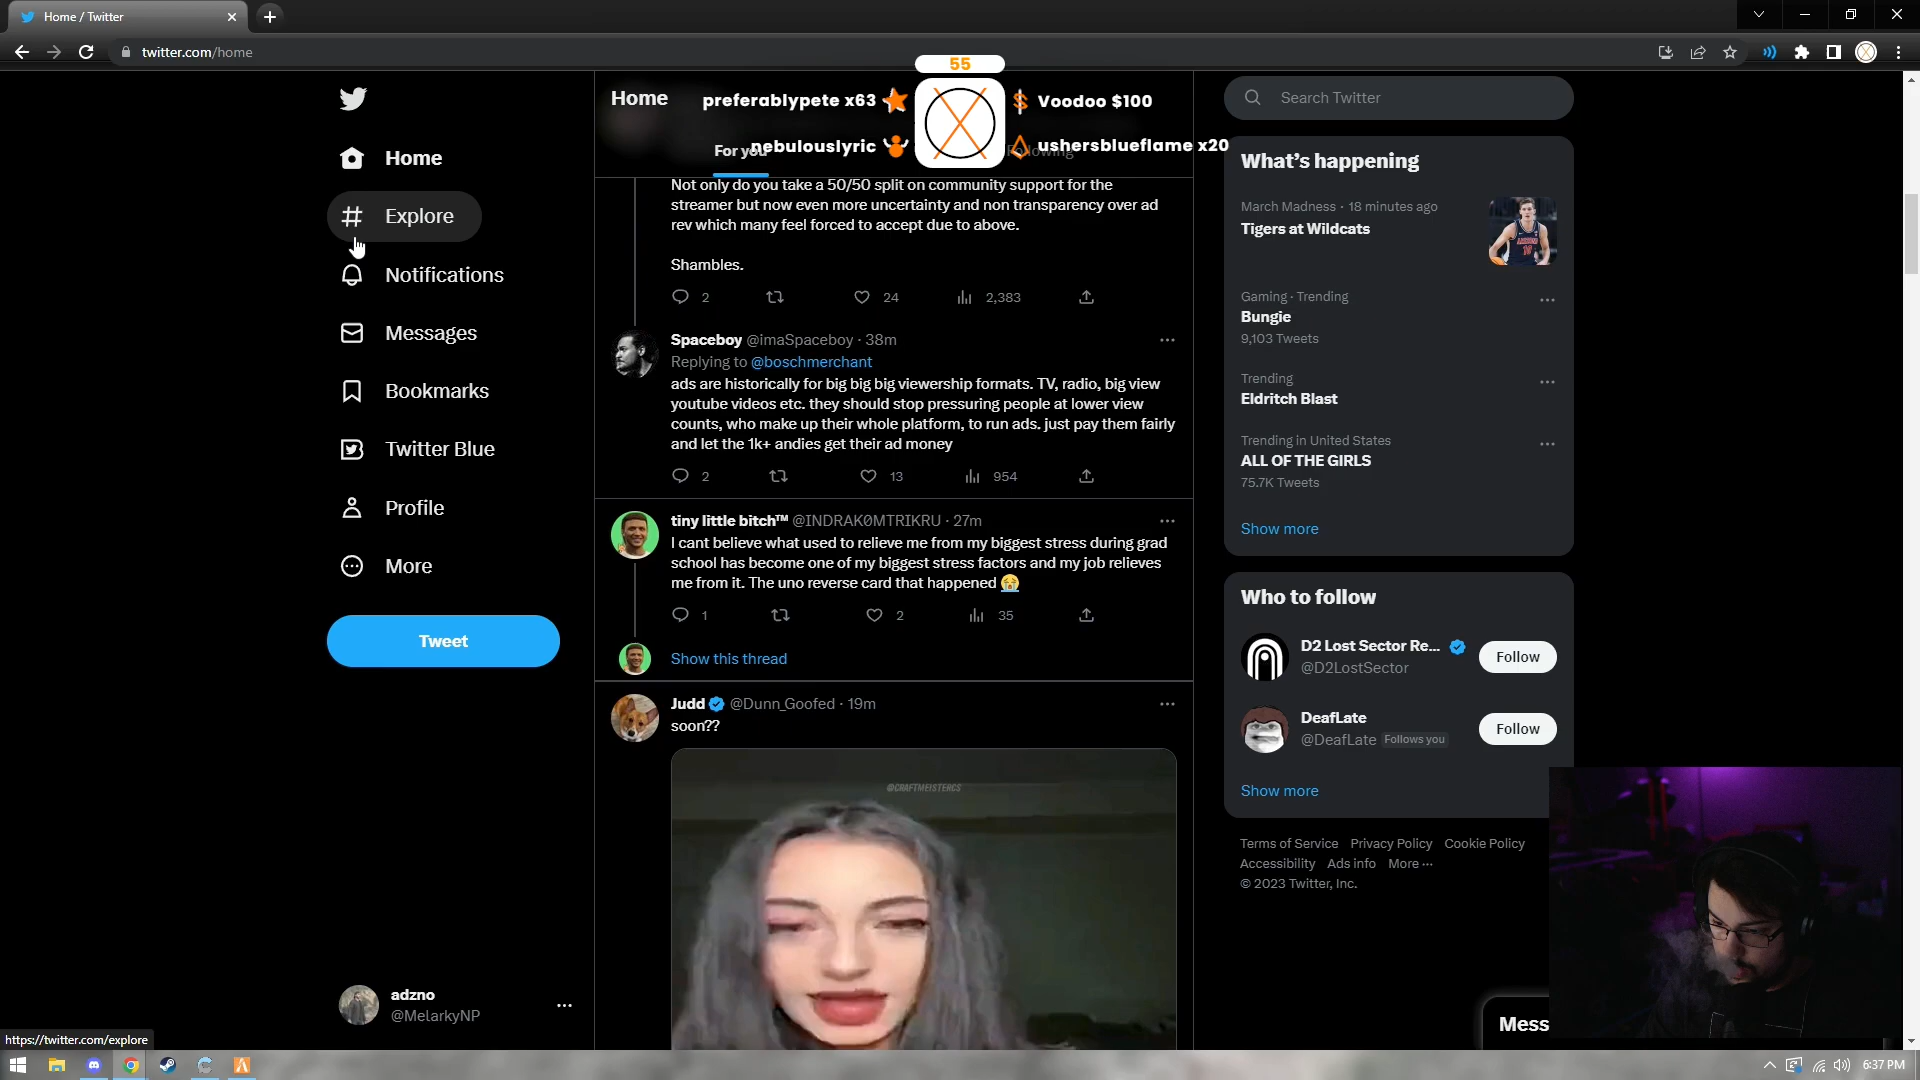 Home / Twitter
twitter.com/home
55
Home
preferablypete x63
Voodoo $100
For you
nebulouslyric
ushersblueflame x20
Following
Search Twitter
Home
Explore
Notifications
Messages
Bookmarks
Twitter Blue
Profile
More
Tweet
adzno
@MelarkyNP
Not only do you take a 50/50 split on community support for the
streamer but now even more uncertainty and non transparency over ad
rev which many feel forced to accept due to above.
Shambles.
2 24 2,383
Spaceboy @imaSpaceboy · 38m
Replying to @boschmerchant
ads are historically for big big big viewership formats. TV, radio, big view
youtube videos etc. they should stop pressuring people at lower view
counts, who make up their whole platform, to run ads. just pay them fairly
and let the 1k+ andies get their ad money
2 13 954
tiny little bitch™ @INDRAKØMTRIKRU · 27m
I cant believe what used to relieve me from my biggest stress during grad
school has become one of my biggest stress factors and my job relieves
me from it. The uno reverse card that happened 😭
1 2 35
Show this thread
Judd @Dunn_Goofed · 19m
soon??
@CRAFTMEISTERCS
What's happening
March Madness · 18 minutes ago
Tigers at Wildcats
Gaming · Trending
Bungie
9,103 Tweets
Trending
Eldritch Blast
Trending in United States
ALL OF THE GIRLS
75.7K Tweets
Show more
Who to follow
D2 Lost Sector Re...
@D2LostSector
Follow
DeafLate
@DeafLate Follows you
Follow
Show more
Terms of Service Privacy Policy Cookie Policy
Accessibility Ads info More ···
© 2023 Twitter, Inc.
Mess
https://twitter.com/explore
6:37 PM